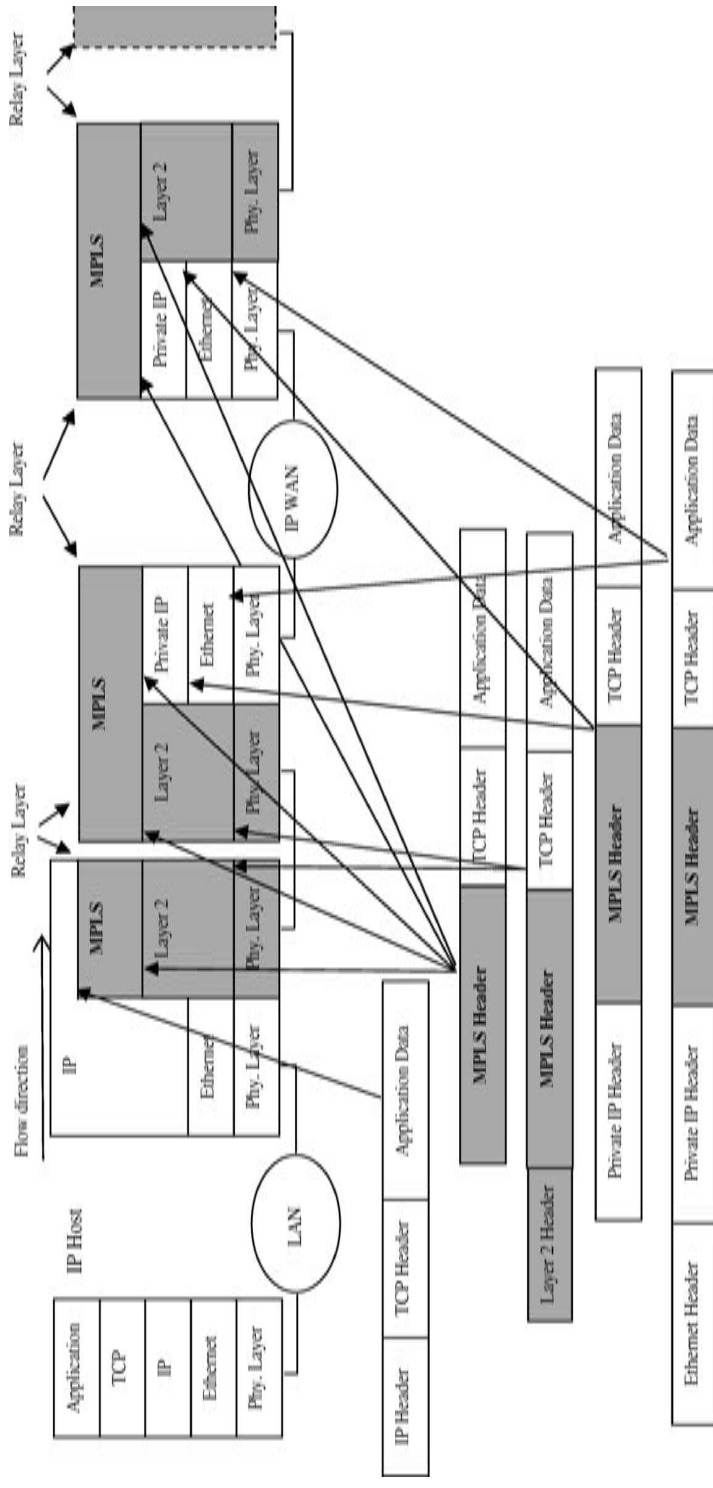 Flow direction
Relay Layer
Relay Layer
Relay Layer
IP Host
Application
TCP
IP
Ethernet
Phy. Layer
LAN
IP
Ethernet
Phy. Layer
MPLS
Layer 2
Phy. Layer
MPLS
Layer 2
Phy. Layer
Private IP
Ethernet
Phy. Layer
IP WAN
MPLS
Private IP
Ethernet
Phy. Layer
Layer 2
Phy. Layer
IP Header TCP Header Application Data
MPLS Header TCP Header Application Data
Layer 2 Header MPLS Header TCP Header Application Data
Private IP Header MPLS Header TCP Header Application Data
Ethernet Header Private IP Header MPLS Header TCP Header Application Data